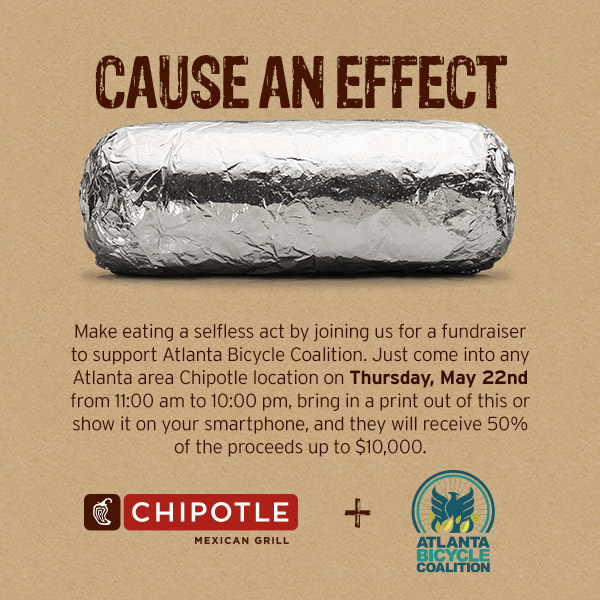 CAUSE AN EFFECT
Make eating a selfless act by joining us for a fundraiser
to support Atlanta Bicycle Coalition. Just come into any
Atlanta area Chipotle location on Thursday, May 22nd
from 11:00 am to 10:00 pm, bring in a print out of this or
show it on your smartphone, and they will receive 50%
of the proceeds up to $10,000.
CHIPOTLE
MEXICAN GRILL
+
ATLANTA
BICYCLE
COALITION